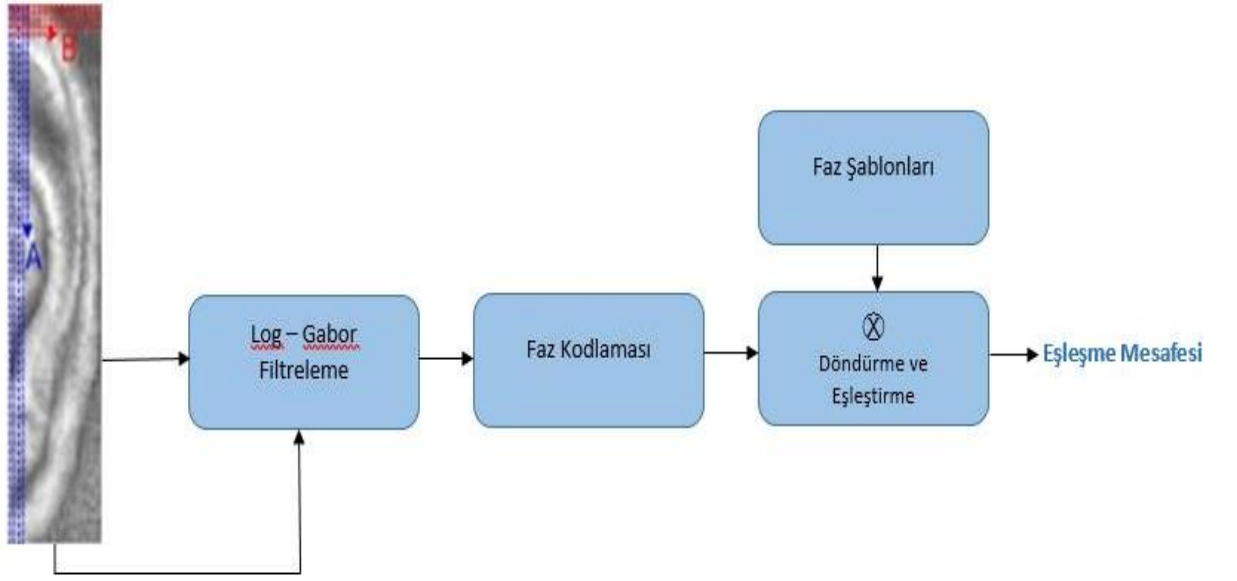 B
A
Log – Gabor
Filtreleme
Faz Kodlaması
Faz Şablonları
X
Döndürme ve
Eşleştirme
Eşleşme Mesafesi